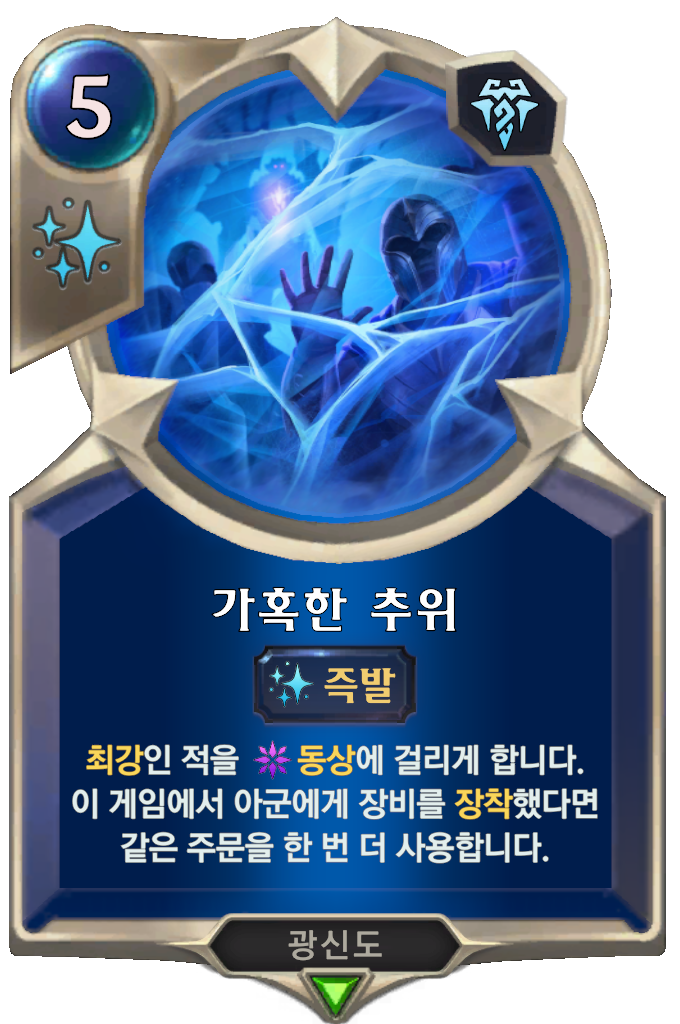 5
가혹한 추위
즉발
최강인 적을 동상에 걸리게 합니다.
이 게임에서 아군에게 장비를 장착했다면
같은 주문을 한 번 더 사용합니다.
광신도